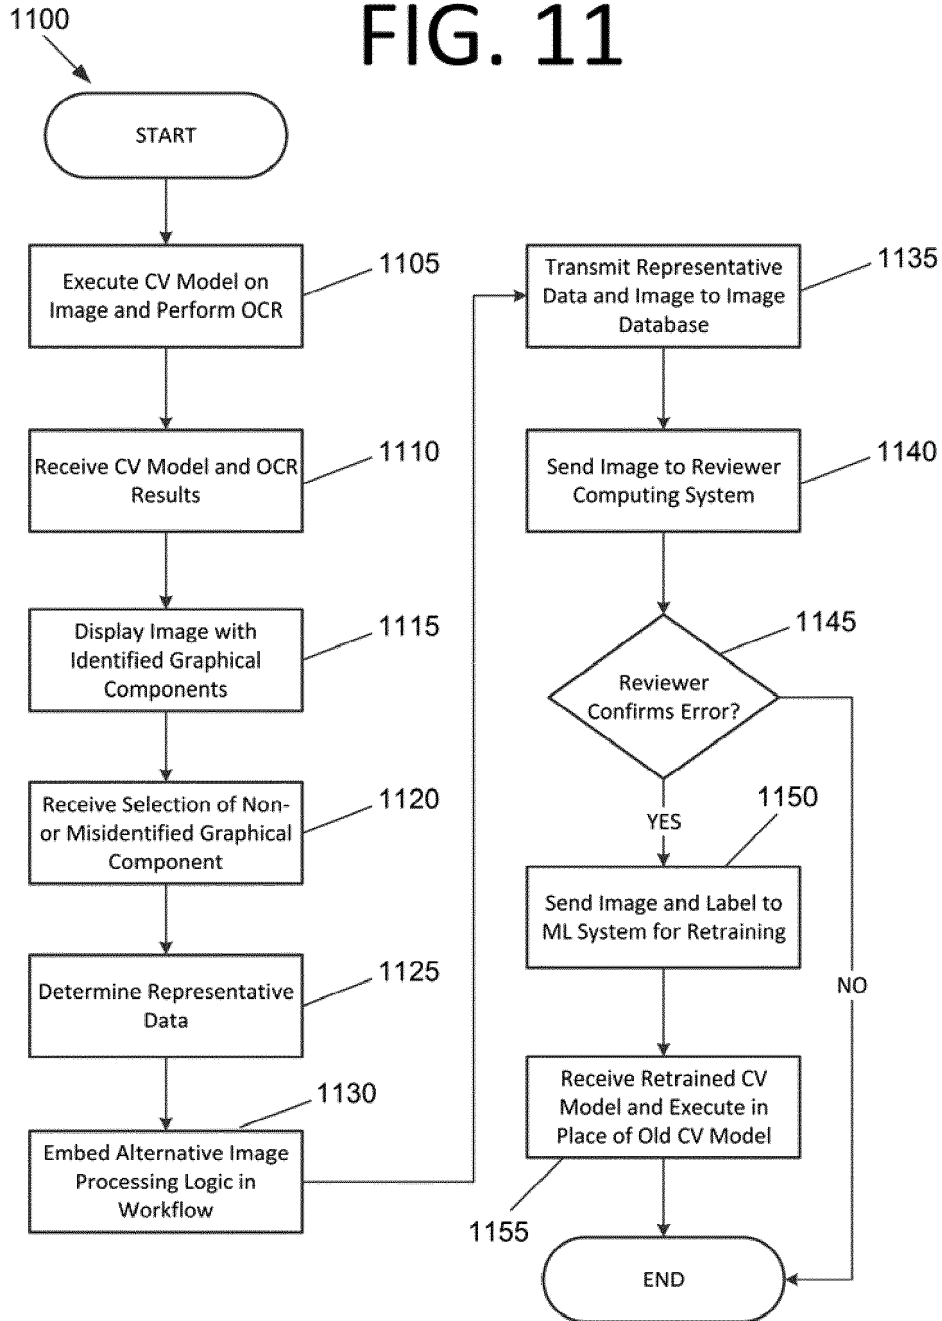 1100
FIG. 11
START
Execute CV Model on
Image and Perform OCR
1105
Receive CV Model and OCR
Results
1110
Display Image with
Identified Graphical
Components
1115
Receive Selection of Non-
or Misidentified Graphical
Component
1120
Determine Representative
Data
1125
1130
Embed Alternative Image
Processing Logic in
Workflow
Transmit Representative
Data and Image to Image
Database
1135
Send Image to Reviewer
Computing System
1140
1145
Reviewer
Confirms Error?
YES
NO
1150
Send Image and Label to
ML System for Retraining
Receive Retrained CV
Model and Execute in
Place of Old CV Model
1155
END